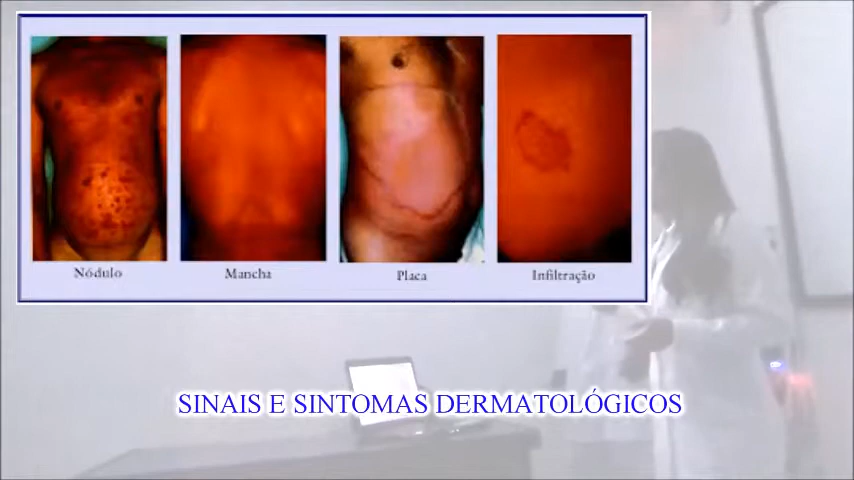 Nódulo
Mancha
Placa
Infiltração
SINAIS E SINTOMAS DERMATOLÓGICOS